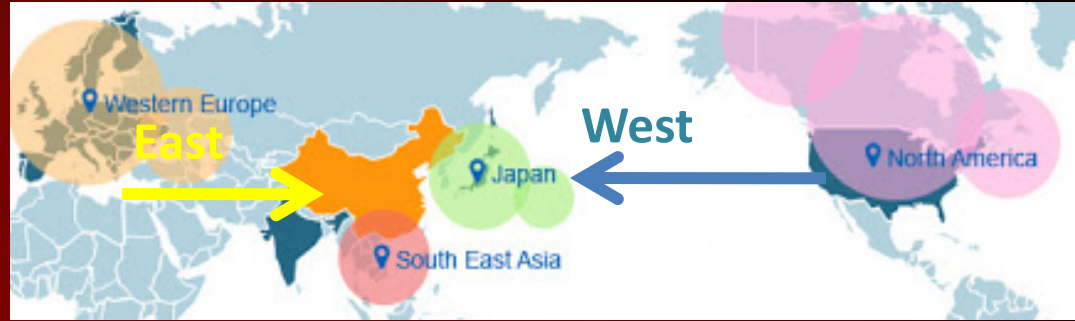 Western Europe
East
West
Japan
North America
South East Asia